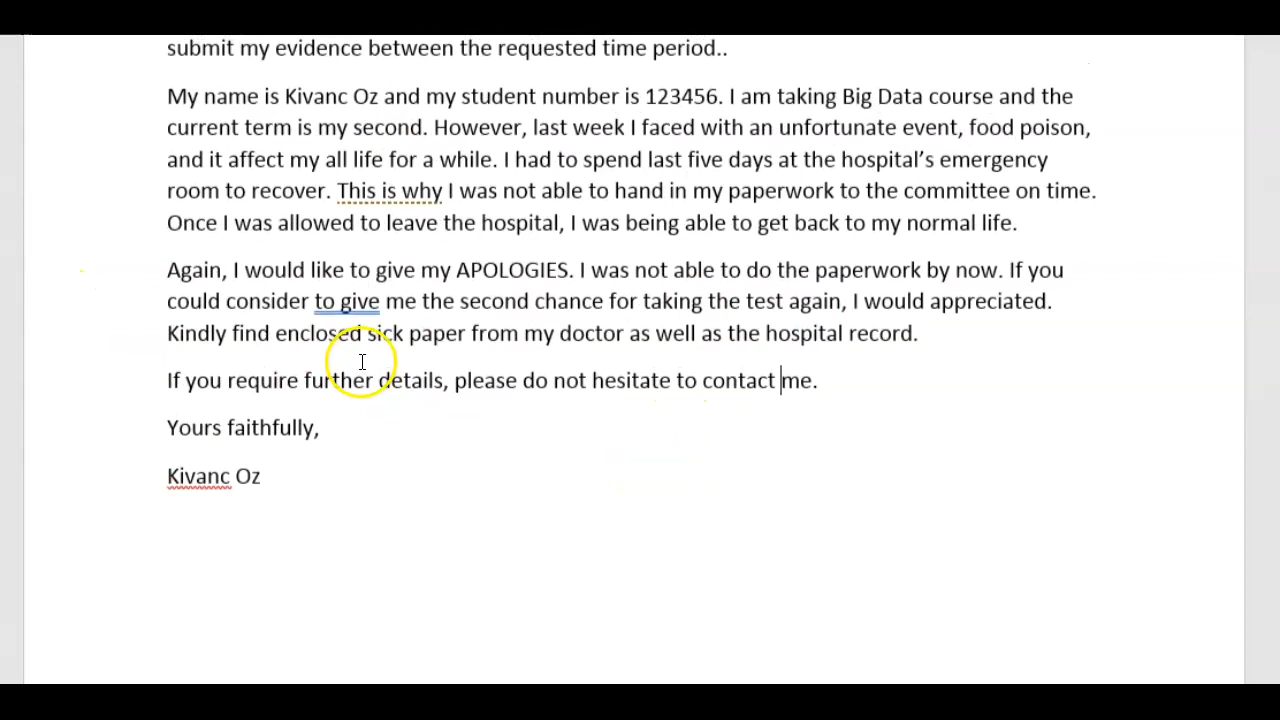 submit my evidence between the requested time period..
My name is Kivanc Oz and my student number is 123456. I am taking Big Data course and the
current term is my second. However, last week I faced with an unfortunate event, food poison,
and it affect my all life for a while. I had to spend last five days at the hospital’s emergency
room to recover. This is why I was not able to hand in my paperwork to the committee on time.
Once I was allowed to leave the hospital, I was being able to get back to my normal life.
Again, I would like to give my APOLOGIES. I was not able to do the paperwork by now. If you
could consider to give me the second chance for taking the test again, I would appreciated.
Kindly find enclosed sick paper from my doctor as well as the hospital record.
If you require further details, please do not hesitate to contact me.
Yours faithfully,
Kivanc Oz